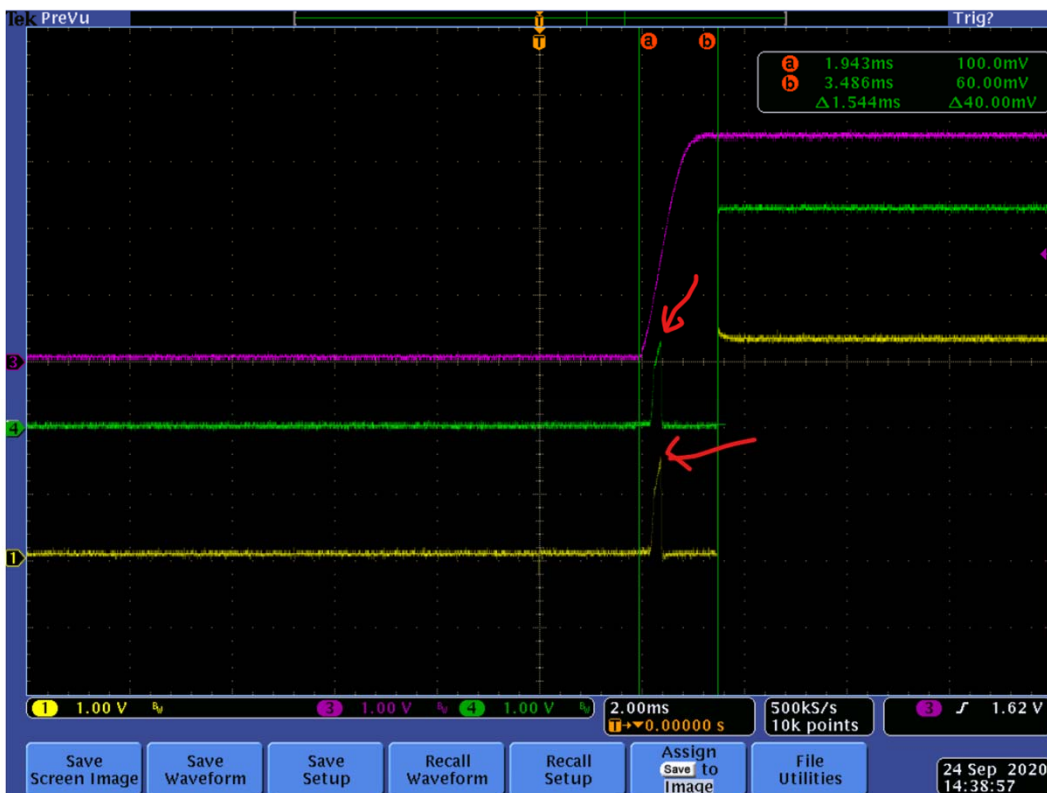 Tek PreVu Trig?
T
T
a b
a 1.943ms 100.0mV
b 3.486ms 60.00mV
Δ1.544ms Δ40.00mV
3
4
1
1 1.00 V BW 3 1.00 V BW 4 1.00 V BW
2.00ms
T→▼0.00000 s
500kS/s
10k points
3 1.62 V
Save
Screen Image
Save
Waveform
Save
Setup
Recall
Waveform
Recall
Setup
Assign
Save to
Image
File
Utilities
24 Sep 2020
14:38:57